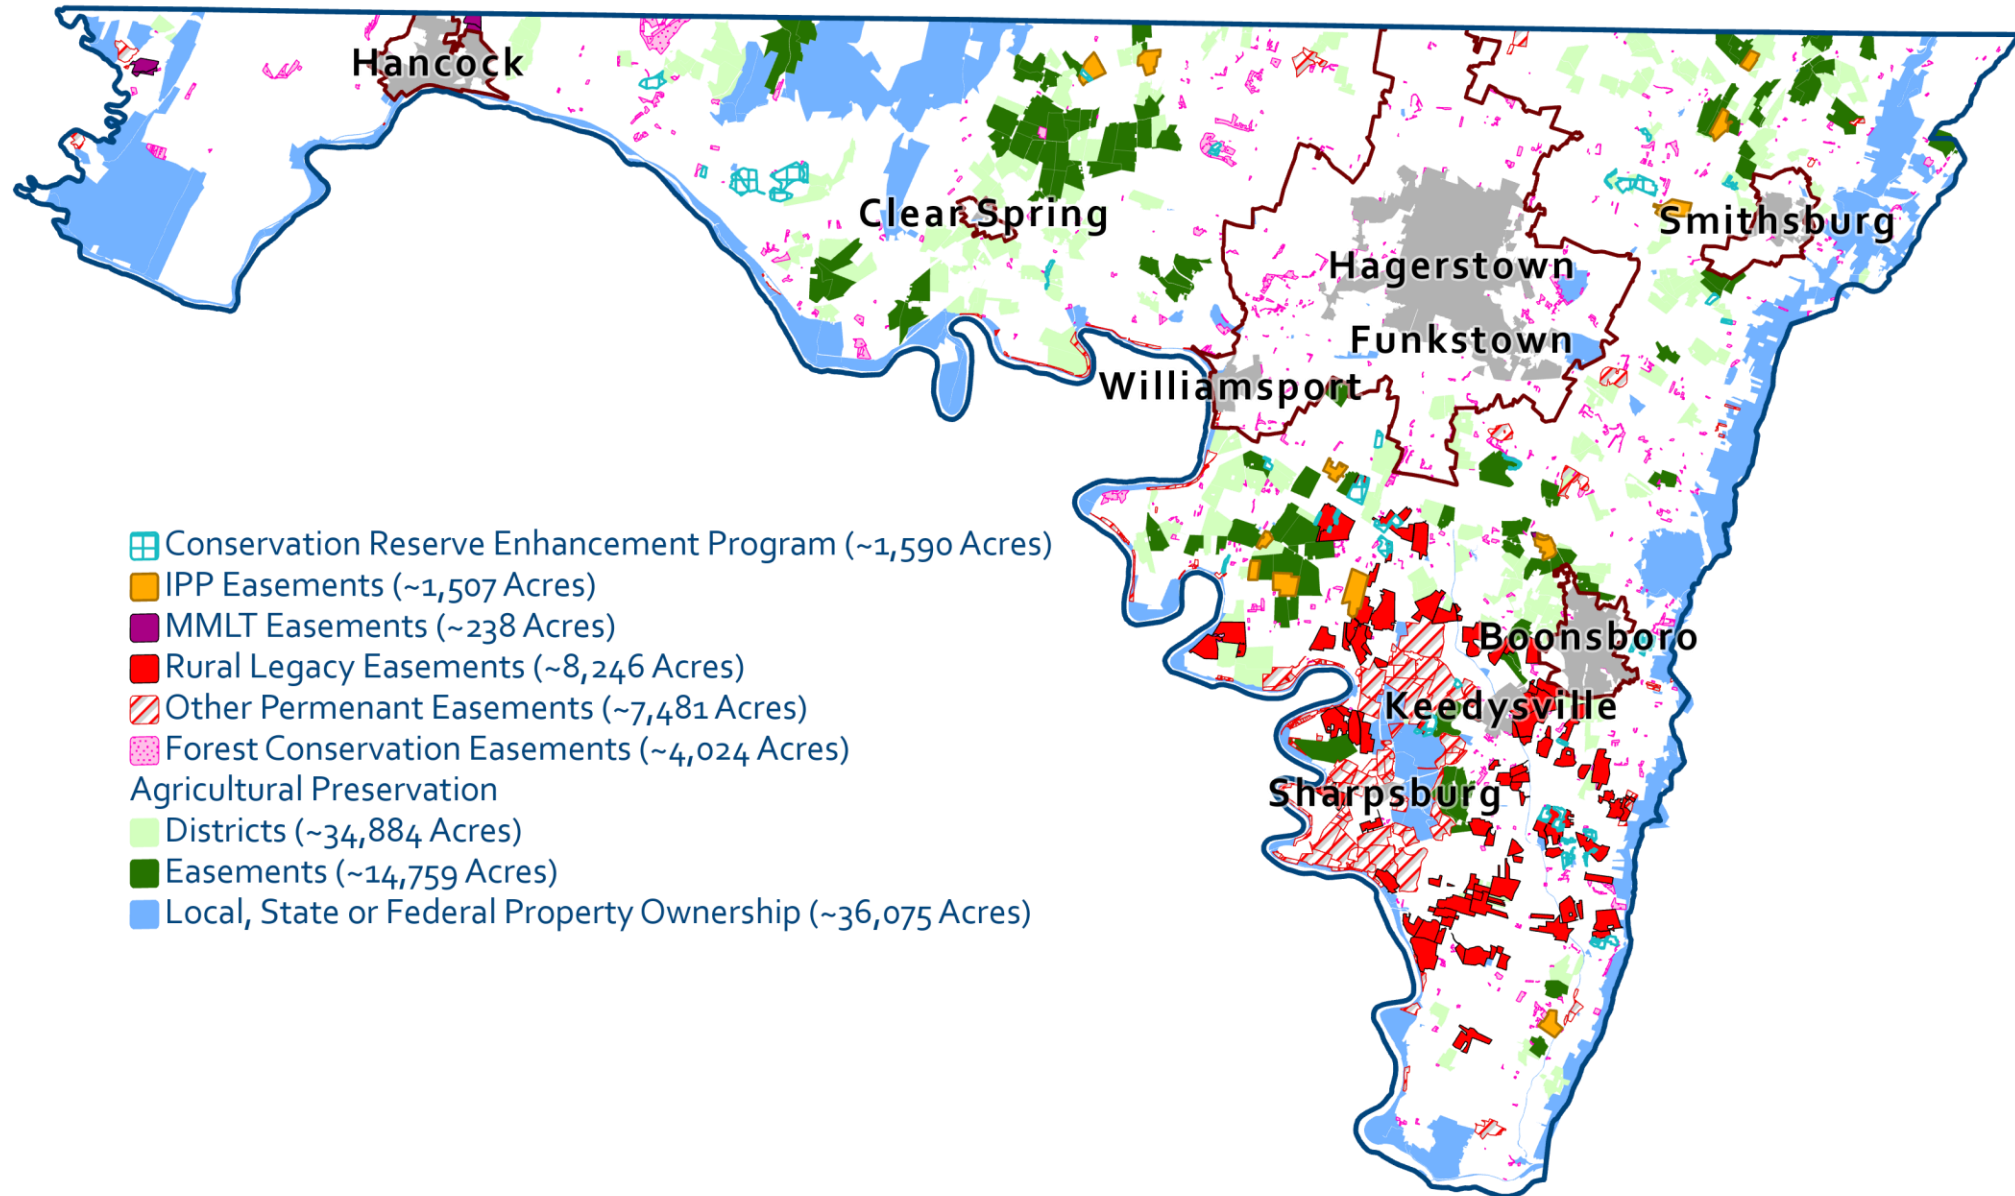 Hancock
Clear Spring
Smithsburg
Hagerstown
Funkstown
Williamsport
Boonsboro
Keedysville
Sharpsburg
Conservation Reserve Enhancement Program (~1,590 Acres)
IPP Easements (~1,507 Acres)
MMLT Easements (~238 Acres)
Rural Legacy Easements (~8,246 Acres)
Other Permenant Easements (~7,481 Acres)
Forest Conservation Easements (~4,024 Acres)
Agricultural Preservation
Districts (~34,884 Acres)
Easements (~14,759 Acres)
Local, State or Federal Property Ownership (~36,075 Acres)